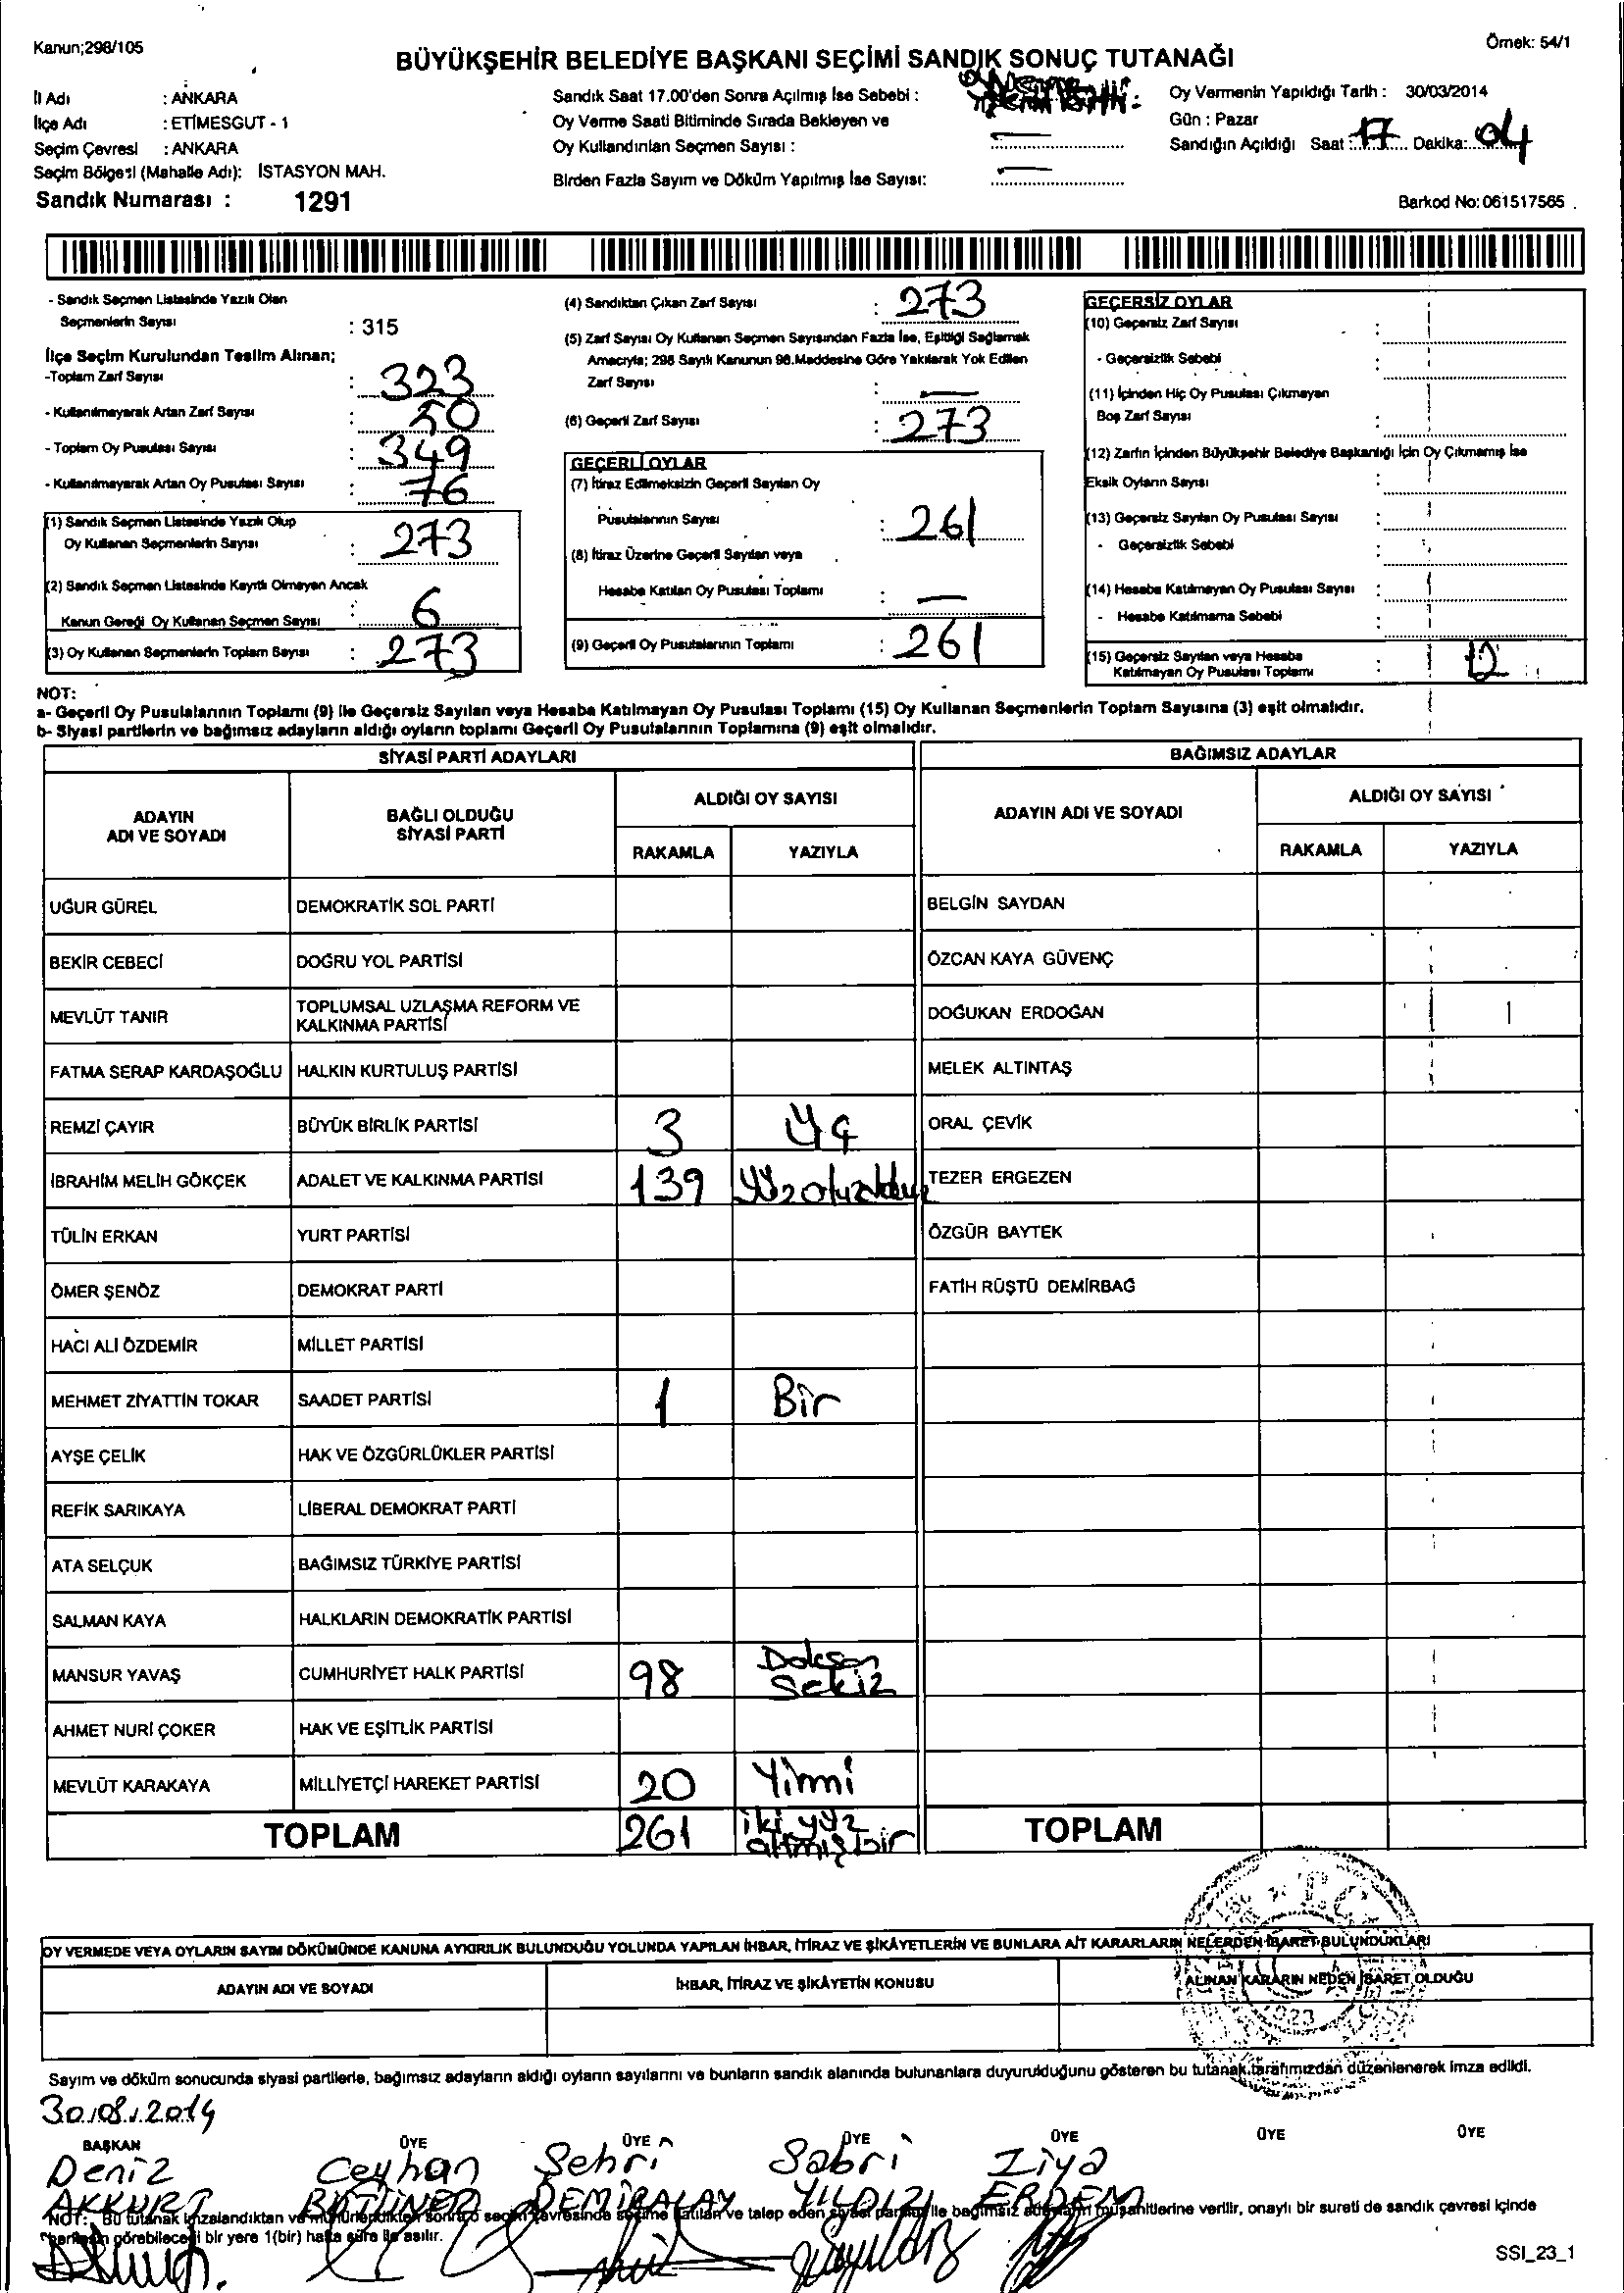 Kanun;298/105
Örnek: 54/1
BÜYÜKŞEHİR BELEDİYE BAŞKANI SEÇİMİ SANDIK SONUÇ TUTANAĞI
İl Adı : ANKARA
İlçe Adı : ETİMESGUT - 1
Seçim Çevresi : ANKARA
Seçim Bölgesi (Mahalle Adı): İSTASYON MAH.
Sandık Numarası : 1291
Sandık Saat 17.00'den Sonra Açılmış İse Sebebi :
Oy Verme Saati Bitiminde Sırada Bekleyen ve
Oy Kullandırılan Seçmen Sayısı : —
Birden Fazla Sayım ve Döküm Yapılmış İse Sayısı: —
Oy Vermenin Yapıldığı Tarih : 30/03/2014
Gün : Pazar
Sandığın Açıldığı Saat : 17 Dakika: 04
Barkod No: 061517565
- Sandık Seçmen Listesinde Yazılı Olan
Seçmenlerin Sayısı : 315
İlçe Seçim Kurulundan Teslim Alınan;
-Toplam Zarf Sayısı : 323
- Kullanılmayarak Artan Zarf Sayısı : 50
- Toplam Oy Pusulası Sayısı : 349
- Kullanılmayarak Artan Oy Pusulası Sayısı : 76
(1) Sandık Seçmen Listesinde Yazılı Olup
Oy Kullanan Seçmenlerin Sayısı : 273
(2) Sandık Seçmen Listesinde Kayıtlı Olmayan Ancak
Kanun Gereği Oy Kullanan Seçmen Sayısı : 6
(3) Oy Kullanan Seçmenlerin Toplam Sayısı : 273
(4) Sandıktan Çıkan Zarf Sayısı : 273
(5) Zarf Sayısı Oy Kullanan Seçmen Sayısından Fazla İse, Eşitliği Sağlamak
Amacıyla; 298 Sayılı Kanunun 98.Maddesine Göre Yakılarak Yok Edilen
Zarf Sayısı : —
(6) Geçerli Zarf Sayısı : 273
GEÇERLİ OYLAR
(7) İtiraz Edilmeksizin Geçerli Sayılan Oy
Pusulalarının Sayısı : 261
(8) İtiraz Üzerine Geçerli Sayılan veya
Hesaba Katılan Oy Pusulası Toplamı : —
(9) Geçerli Oy Pusulalarının Toplamı : 261
GEÇERSİZ OYLAR
(10) Geçersiz Zarf Sayısı :
- Geçersizlik Sebebi :
(11) İçinden Hiç Oy Pusulası Çıkmayan
Boş Zarf Sayısı :
(12) Zarfın İçinden Büyükşehir Belediye Başkanlığı İçin Oy Çıkmamış İse
Eksik Oyların Sayısı :
(13) Geçersiz Sayılan Oy Pusulası Sayısı :
- Geçersizlik Sebebi :
(14) Hesaba Katılmayan Oy Pusulası Sayısı :
- Hesaba Katılmama Sebebi :
(15) Geçersiz Sayılan veya Hesaba
Katılmayan Oy Pusulası Toplamı : 12
NOT:
a- Geçerli Oy Pusulalarının Toplamı (9) ile Geçersiz Sayılan veya Hesaba Katılmayan Oy Pusulası Toplamı (15) Oy Kullanan Seçmenlerin Toplam Sayısına (3) eşit olmalıdır.
b- Siyasi partilerin ve bağımsız adayların aldığı oyların toplamı Geçerli Oy Pusulalarının Toplamına (9) eşit olmalıdır.
SİYASİ PARTİ ADAYLARI
BAĞIMSIZ ADAYLAR
ADAYIN
ADI VE SOYADI
BAĞLI OLDUĞU
SİYASİ PARTİ
ALDIĞI OY SAYISI
RAKAMLA YAZIYLA
ADAYIN ADI VE SOYADI
ALDIĞI OY SAYISI
RAKAMLA YAZIYLA
UĞUR GÜREL DEMOKRATİK SOL PARTİ BELGİN SAYDAN
BEKİR CEBECİ DOĞRU YOL PARTİSİ ÖZCAN KAYA GÜVENÇ
MEVLÜT TANIR TOPLUMSAL UZLAŞMA REFORM VE KALKINMA PARTİSİ DOĞUKAN ERDOĞAN
FATMA SERAP KARDAŞOĞLU HALKIN KURTULUŞ PARTİSİ MELEK ALTINTAŞ
REMZİ ÇAYIR BÜYÜK BİRLİK PARTİSİ 3 Üç ORAL ÇEVİK
İBRAHİM MELİH GÖKÇEK ADALET VE KALKINMA PARTİSİ 139 Yüzotuzdokuz TEZER ERGEZEN
TÜLİN ERKAN YURT PARTİSİ ÖZGÜR BAYTEK
ÖMER ŞENÖZ DEMOKRAT PARTİ FATİH RÜŞTÜ DEMİRBAĞ
HACI ALİ ÖZDEMİR MİLLET PARTİSİ
MEHMET ZİYATTİN TOKAR SAADET PARTİSİ 1 Bir
AYŞE ÇELİK HAK VE ÖZGÜRLÜKLER PARTİSİ
REFİK SARIKAYA LİBERAL DEMOKRAT PARTİ
ATA SELÇUK BAĞIMSIZ TÜRKİYE PARTİSİ
SALMAN KAYA HALKLARIN DEMOKRATİK PARTİSİ
MANSUR YAVAŞ CUMHURİYET HALK PARTİSİ 98 Doksan Sekiz
AHMET NURİ ÇOKER HAK VE EŞİTLİK PARTİSİ
MEVLÜT KARAKAYA MİLLİYETÇİ HAREKET PARTİSİ 20 Yirmi
TOPLAM 261 iki yüz altmış bir TOPLAM
OY VERMEDE VEYA OYLARIN SAYIM DÖKÜMÜNDE KANUNA AYKIRILIK BULUNDUĞU YOLUNDA YAPILAN İHBAR, İTİRAZ VE ŞİKÂYETLERİN VE BUNLARA AİT KARARLARIN NELERDEN İBARET BULUNDUKLARI
ADAYIN ADI VE SOYADI İHBAR, İTİRAZ VE ŞİKÂYETİN KONUSU ALINAN KARARIN NEDEN İBARET OLDUĞU
Sayım ve döküm sonucunda siyasi partilerle, bağımsız adayların aldığı oyların sayılarını ve bunların sandık alanında bulunanlara duyurulduğunu gösteren bu tutanak tarafımızdan düzenlenerek imza edildi.
30.08.2014
BAŞKAN ÜYE ÜYE ÜYE ÜYE ÜYE ÜYE
Deniz Ceyhan Şehri Sabri Ziya
AKKURT DEMİRALAY YILDIZ ERDEM
NOT: Bu tutanak imzalandıktan ve mühürlendikten sonra o seçim çevresinde seçime katılan ve talep eden siyasi partiler ile bağımsız adayların müşahitlerine verilir, onaylı bir sureti de sandık çevresi içinde
herkesin görebileceği bir yere 1(bir) hafta süre ile asılır.
SSI_23_1